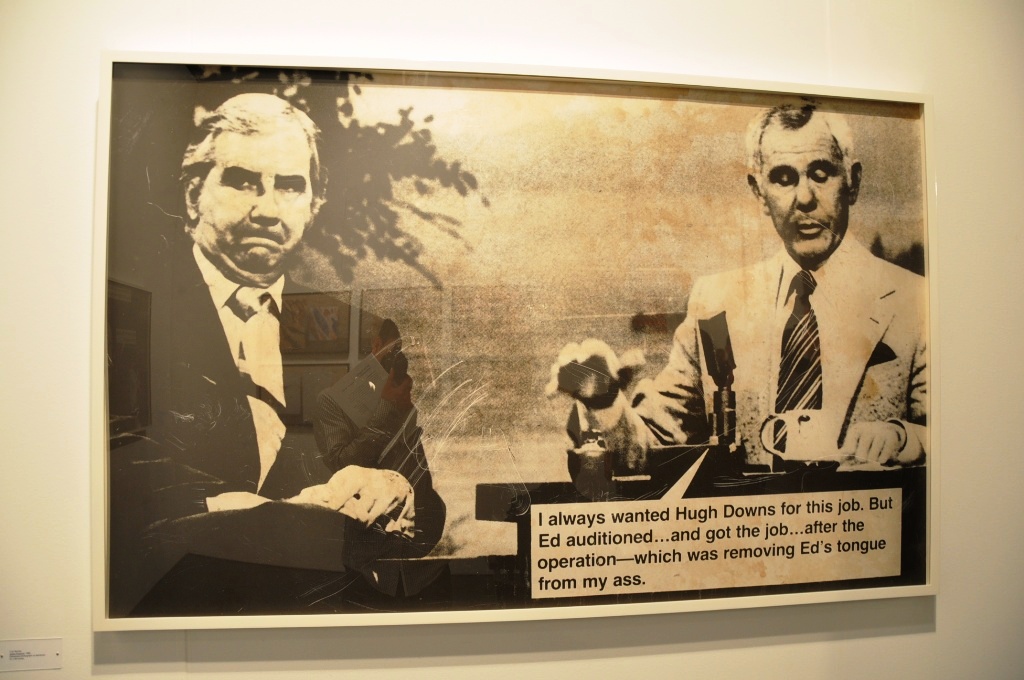 I always wanted Hugh Downs for this job. But
Ed auditioned...and got the job...after the
operation—which was removing Ed's tongue
from my ass.